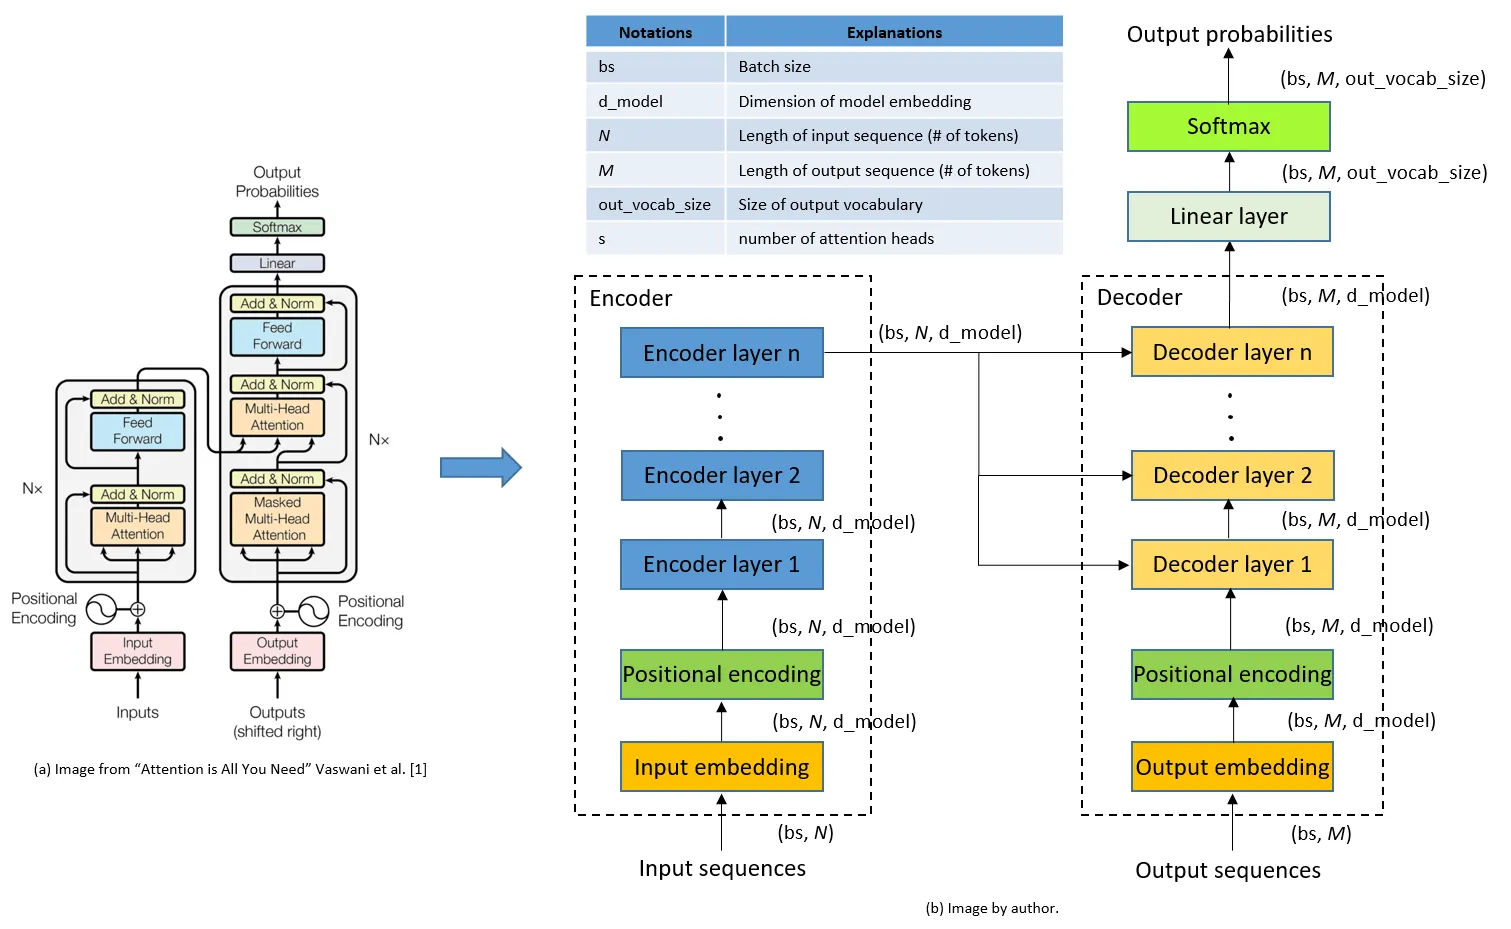 Output
Probabilities
Softmax
Linear
Add & Norm
Feed
Forward
Add & Norm
Multi-Head
Attention
Add & Norm
Masked
Multi-Head
Attention
N×
Add & Norm
Feed
Forward
N×
Add & Norm
Multi-Head
Attention
Positional
Encoding
Positional
Encoding
Input
Embedding
Output
Embedding
Inputs
Outputs
(shifted right)
(a) Image from “Attention is All You Need” Vaswani et al. [1]
Notations Explanations
bs Batch size
d_model Dimension of model embedding
N Length of input sequence (# of tokens)
M Length of output sequence (# of tokens)
out_vocab_size Size of output vocabulary
s number of attention heads
Encoder
Encoder layer n
(bs, N, d_model)
Encoder layer 2
(bs, N, d_model)
Encoder layer 1
(bs, N, d_model)
Positional encoding
(bs, N, d_model)
Input embedding
(bs, N)
Input sequences
Output probabilities
(bs, M, out_vocab_size)
Softmax
(bs, M, out_vocab_size)
Linear layer
Decoder
(bs, M, d_model)
Decoder layer n
Decoder layer 2
(bs, M, d_model)
Decoder layer 1
(bs, M, d_model)
Positional encoding
(bs, M, d_model)
Output embedding
(bs, M)
Output sequences
(b) Image by author.